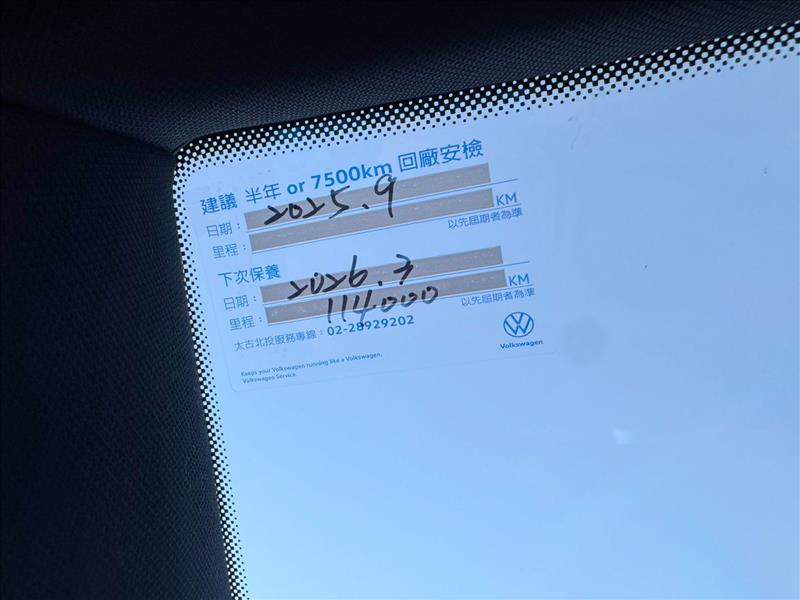 建議 半年 or 7500km 回廠安檢
日期：2025.9
里程： KM
以先屆期者為準
下次保養
日期：2026.3
里程：114.000 KM
以先屆期者為準
太古北投服務專線：02-28929202
Volkswagen
Keeps your Volkswagen running like a Volkswagen.
Volkswagen Service.